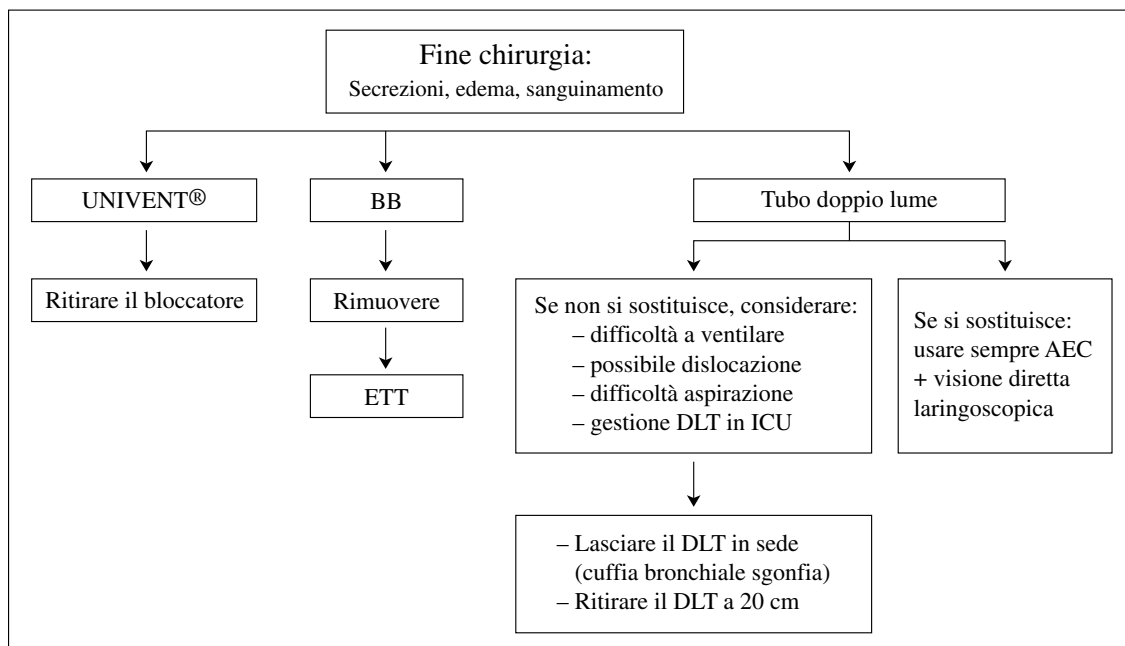 Fine chirurgia:
Secrezioni, edema, sanguinamento
UNIVENT®
BB
Tubo doppio lume
Ritirare il bloccatore
Rimuovere
ETT
Se non si sostituisce, considerare:
– difficoltà a ventilare
– possibile dislocazione
– difficoltà aspirazione
– gestione DLT in ICU
Se si sostituisce:
usare sempre AEC
+ visione diretta
laringoscopica
– Lasciare il DLT in sede
(cuffia bronchiale sgonfia)
– Ritirare il DLT a 20 cm